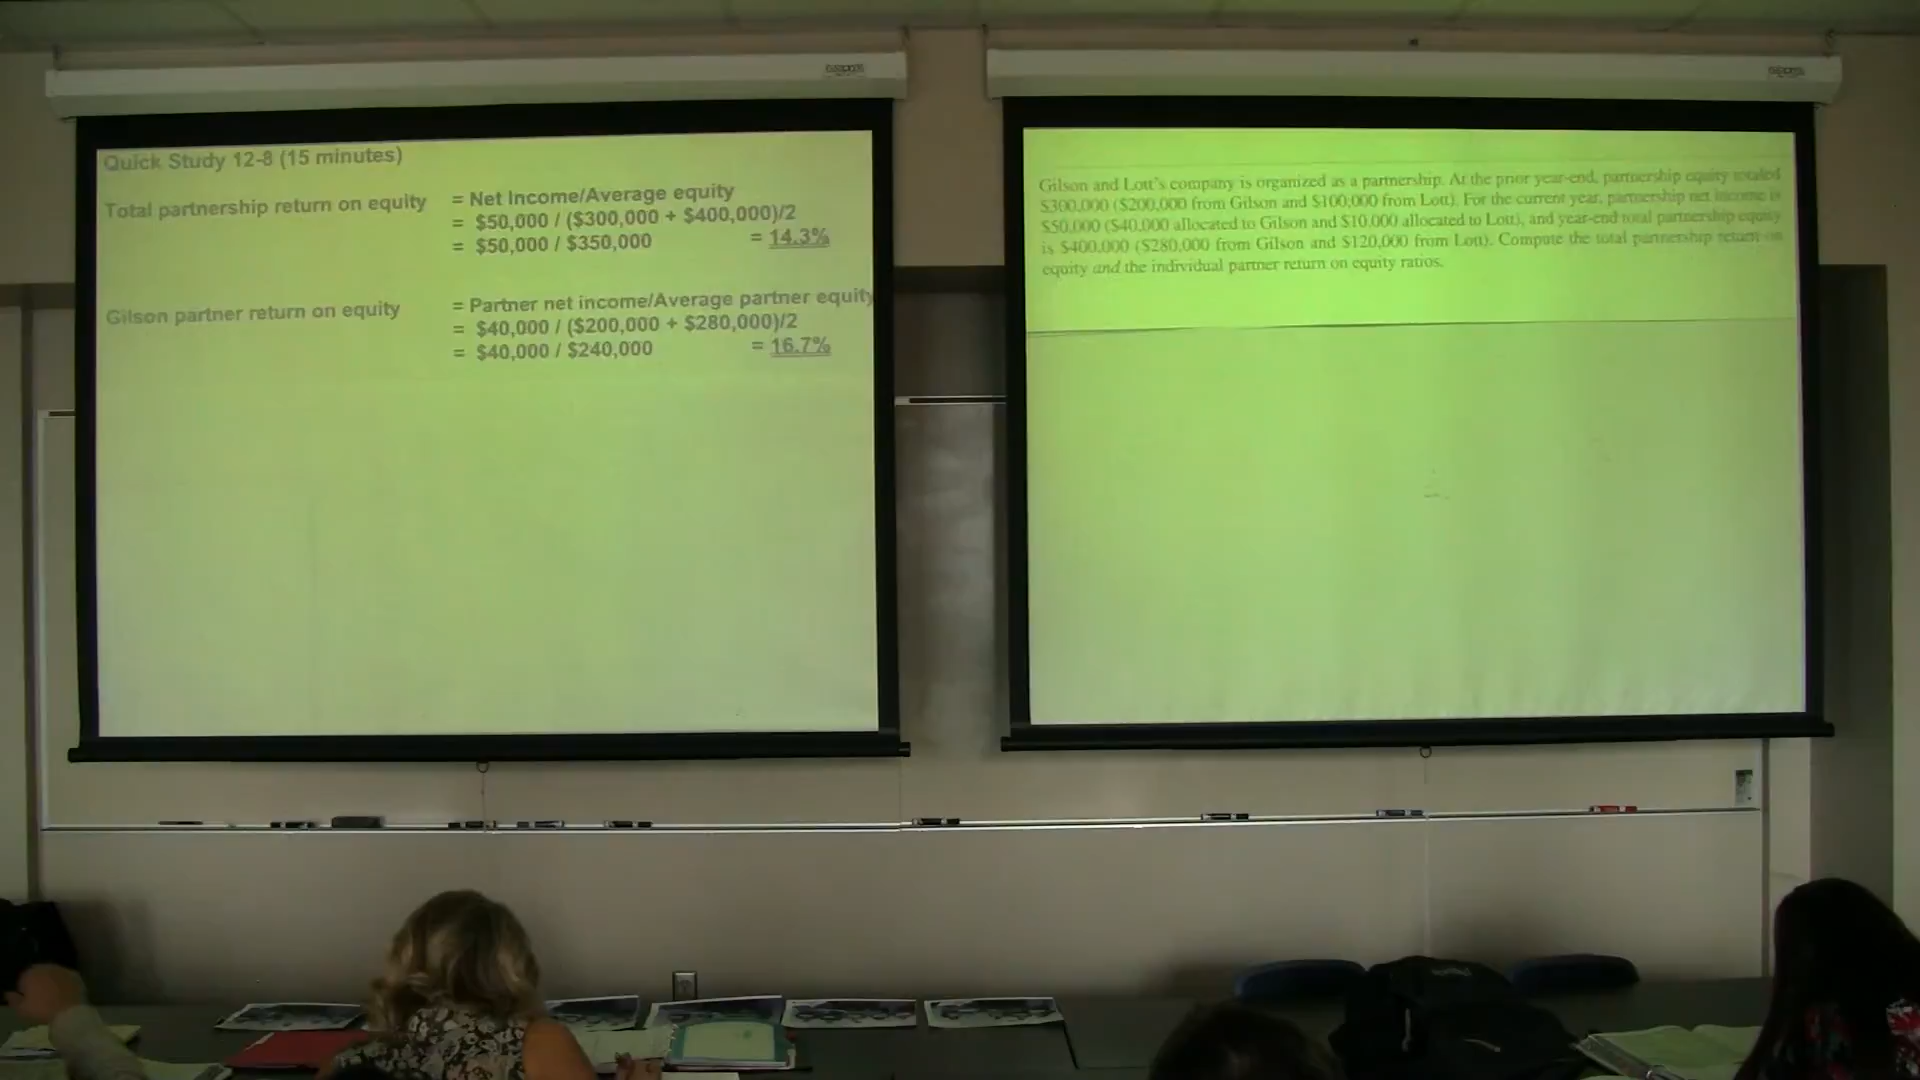 Quick Study 12-8 (15 minutes)
Total partnership return on equity = Net Income/Average equity
= $50,000 / ($300,000 + $400,000)/2
= $50,000 / $350,000 = 14.3%
Gilson partner return on equity = Partner net income/Average partner equity
= $40,000 / ($200,000 + $280,000)/2
= $40,000 / $240,000 = 16.7%
Gilson and Lott's company is organized as a partnership. At the prior year-end, partnership equity totaled
$300,000 ($200,000 from Gilson and $100,000 from Lott). For the current year, partnership net income is
$50,000 ($40,000 allocated to Gilson and $10,000 allocated to Lott), and year-end total partnership equity
is $400,000 ($280,000 from Gilson and $120,000 from Lott). Compute the total partnership return on
equity and the individual partner return on equity ratios.